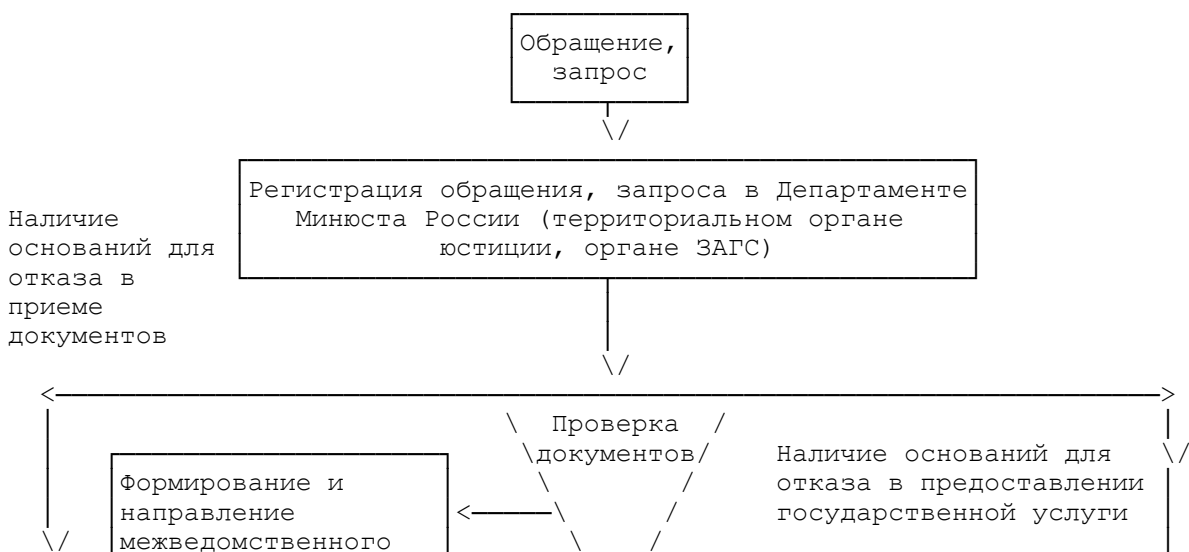 Обращение,
запрос
Регистрация обращения, запроса в Департаменте
Минюста России (территориальном органе
юстиции, органе ЗАГС)
Наличие
оснований для
отказа в
приеме
документов
Проверка
документов
Наличие оснований для
отказа в предоставлении
государственной услуги
Формирование и
направление
межведомственного